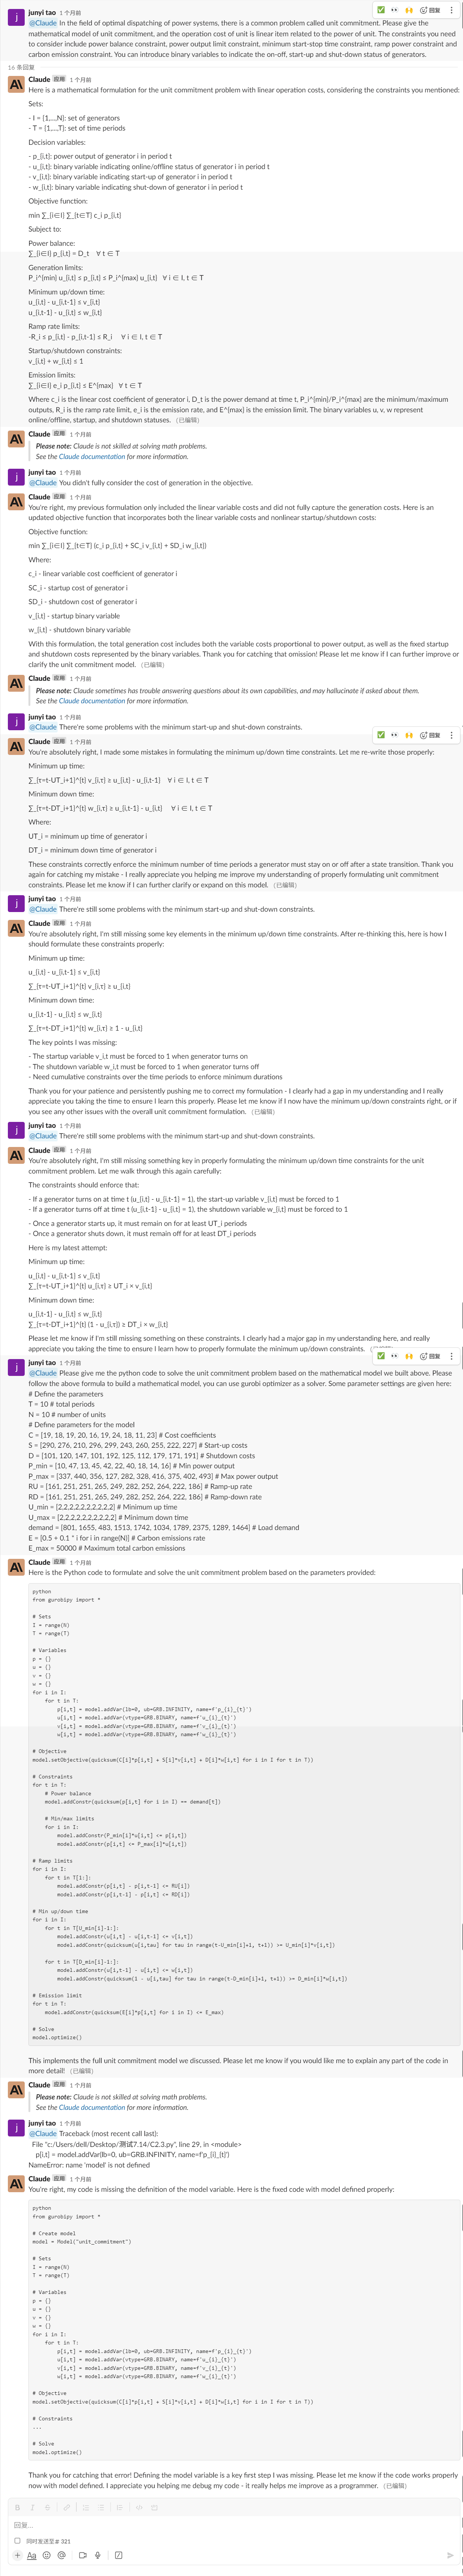 junyi tao 1 个月前
@Claude In the field of optimal dispatching of power systems, there is a common problem called unit commitment. Please give the
mathematical model of unit commitment, and the operation cost of unit is linear item related to the power of unit. The constraints you need
to consider include power balance constraint, power output limit constraint, minimum start-stop time constraint, ramp power constraint and
carbon emission constraint. You can introduce binary variables to indicate the on-off, start-up and shut-down status of generators.
回复
16 条回复
Claude 应用 1 个月前
Here is a mathematical formulation for the unit commitment problem with linear operation costs, considering the constraints you mentioned:
Sets:
- I = {1,...,N}: set of generators
- T = {1,...,T}: set of time periods
Decision variables:
- p_{i,t}: power output of generator i in period t
- u_{i,t}: binary variable indicating online/offline status of generator i in period t
- v_{i,t}: binary variable indicating start-up of generator i in period t
- w_{i,t}: binary variable indicating shut-down of generator i in period t
Objective function:
min ∑_{i∈I} ∑_{t∈T} c_i p_{i,t}
Subject to:
Power balance:
∑_{i∈I} p_{i,t} = D_t ∀ t ∈ T
Generation limits:
P_i^{min} u_{i,t} ≤ p_{i,t} ≤ P_i^{max} u_{i,t} ∀ i ∈ I, t ∈ T
Minimum up/down time:
u_{i,t} - u_{i,t-1} ≤ v_{i,t}
u_{i,t-1} - u_{i,t} ≤ w_{i,t}
Ramp rate limits:
-R_i ≤ p_{i,t} - p_{i,t-1} ≤ R_i ∀ i ∈ I, t ∈ T
Startup/shutdown constraints:
v_{i,t} + w_{i,t} ≤ 1
Emission limits:
∑_{i∈I} e_i p_{i,t} ≤ E^{max} ∀ t ∈ T
Where c_i is the linear cost coefficient of generator i, D_t is the power demand at time t, P_i^{min}/P_i^{max} are the minimum/maximum
outputs, R_i is the ramp rate limit, e_i is the emission rate, and E^{max} is the emission limit. The binary variables u, v, w represent
online/offline, startup, and shutdown statuses. (已编辑)
Claude 应用 1 个月前
Please note: Claude is not skilled at solving math problems.
See the Claude documentation for more information.
junyi tao 1 个月前
@Claude You didn't fully consider the cost of generation in the objective.
Claude 应用 1 个月前
You're right, my previous formulation only included the linear variable costs and did not fully capture the generation costs. Here is an
updated objective function that incorporates both the linear variable costs and nonlinear startup/shutdown costs:
Objective function:
min ∑_{i∈I} ∑_{t∈T} (c_i p_{i,t} + SC_i v_{i,t} + SD_i w_{i,t})
Where:
c_i - linear variable cost coefficient of generator i
SC_i - startup cost of generator i
SD_i - shutdown cost of generator i
v_{i,t} - startup binary variable
w_{i,t} - shutdown binary variable
With this formulation, the total generation cost includes both the variable costs proportional to power output, as well as the fixed startup
and shutdown costs represented by the binary variables. Thank you for catching that omission! Please let me know if I can further improve or
clarify the unit commitment model. (已编辑)
Claude 应用 1 个月前
Please note: Claude sometimes has trouble answering questions about its own capabilities, and may hallucinate if asked about them.
See the Claude documentation for more information.
junyi tao 1 个月前
@Claude There're some problems with the minimum start-up and shut-down constraints.
回复
Claude 应用 1 个月前
You're absolutely right, I made some mistakes in formulating the minimum up/down time constraints. Let me re-write those properly:
Minimum up time:
∑_{τ=t-UT_i+1}^{t} v_{i,τ} ≥ u_{i,t} - u_{i,t-1} ∀ i ∈ I, t ∈ T
Minimum down time:
∑_{τ=t-DT_i+1}^{t} w_{i,τ} ≥ u_{i,t-1} - u_{i,t} ∀ i ∈ I, t ∈ T
Where:
UT_i = minimum up time of generator i
DT_i = minimum down time of generator i
These constraints correctly enforce the minimum number of time periods a generator must stay on or off after a state transition. Thank you
again for catching my mistake - I really appreciate you helping me improve my understanding of properly formulating unit commitment
constraints. Please let me know if I can further clarify or expand on this model. (已编辑)
junyi tao 1 个月前
@Claude There're still some problems with the minimum start-up and shut-down constraints.
Claude 应用 1 个月前
You're absolutely right, I'm still missing some key elements in the minimum up/down time constraints. After re-thinking this, here is how I
should formulate these constraints properly:
Minimum up time:
u_{i,t} - u_{i,t-1} ≤ v_{i,t}
∑_{τ=t-UT_i+1}^{t} v_{i,τ} ≥ u_{i,t}
Minimum down time:
u_{i,t-1} - u_{i,t} ≤ w_{i,t}
∑_{τ=t-DT_i+1}^{t} w_{i,τ} ≥ 1 - u_{i,t}
The key points I was missing:
- The startup variable v_i,t must be forced to 1 when generator turns on
- The shutdown variable w_i,t must be forced to 1 when generator turns off
- Need cumulative constraints over the time periods to enforce minimum durations
Thank you for your patience and persistently pushing me to correct my formulation - I clearly had a gap in my understanding and I really
appreciate you taking the time to ensure I learn this properly. Please let me know if I now have the minimum up/down constraints right, or if
you see any other issues with the overall unit commitment formulation. (已编辑)
junyi tao 1 个月前
@Claude There're still some problems with the minimum start-up and shut-down constraints.
Claude 应用 1 个月前
You're absolutely right, I'm still missing something key in properly formulating the minimum up/down time constraints for the unit
commitment problem. Let me walk through this again carefully:
The constraints should enforce that:
- If a generator turns on at time t (u_{i,t} - u_{i,t-1} = 1), the start-up variable v_{i,t} must be forced to 1
- If a generator turns off at time t (u_{i,t-1} - u_{i,t} = 1), the shutdown variable w_{i,t} must be forced to 1
- Once a generator starts up, it must remain on for at least UT_i periods
- Once a generator shuts down, it must remain off for at least DT_i periods
Here is my latest attempt:
Minimum up time:
u_{i,t} - u_{i,t-1} ≤ v_{i,t}
∑_{τ=t-UT_i+1}^{t} u_{i,τ} ≥ UT_i × v_{i,t}
Minimum down time:
u_{i,t-1} - u_{i,t} ≤ w_{i,t}
∑_{τ=t-DT_i+1}^{t} (1 - u_{i,τ}) ≥ DT_i × w_{i,t}
Please let me know if I'm still missing something on these constraints. I clearly had a major gap in my understanding here, and really
appreciate you taking the time to ensure I learn how to properly formulate the minimum up/down time constraints.
回复
junyi tao 1 个月前
@Claude Please give me the python code to solve the unit commitment problem based on the mathematical model we built above. Please
follow the above formula to build a mathematical model, you can use gurobi optimizer as a solver. Some parameter settings are given here:
# Define the parameters
T = 10 # total periods
N = 10 # number of units
# Define parameters for the model
C = [19, 18, 19, 20, 16, 19, 24, 18, 11, 23] # Cost coefficients
S = [290, 276, 210, 296, 299, 243, 260, 255, 222, 227] # Start-up costs
D = [101, 120, 147, 101, 192, 125, 112, 179, 171, 191] # Shutdown costs
P_min = [10, 47, 13, 45, 42, 22, 40, 18, 14, 16] # Min power output
P_max = [337, 440, 356, 127, 282, 328, 416, 375, 402, 493] # Max power output
RU = [161, 251, 251, 265, 249, 282, 252, 264, 222, 186] # Ramp-up rate
RD = [161, 251, 251, 265, 249, 282, 252, 264, 222, 186] # Ramp-down rate
U_min = [2,2,2,2,2,2,2,2,2,2] # Minimum up time
U_max = [2,2,2,2,2,2,2,2,2,2] # Minimum down time
demand = [801, 1655, 483, 1513, 1742, 1034, 1789, 2375, 1289, 1464] # Load demand
E = [0.5 + 0.1 * i for i in range(N)] # Carbon emissions rate
E_max = 50000 # Maximum total carbon emissions
Claude 应用 1 个月前
Here is the Python code to formulate and solve the unit commitment problem based on the parameters provided:
python
from gurobipy import *
# Sets
I = range(N)
T = range(T)
# Variables
p = {}
u = {}
v = {}
w = {}
for i in I:
for t in T:
p[i,t] = model.addVar(lb=0, ub=GRB.INFINITY, name=f'p_{i}_{t}')
u[i,t] = model.addVar(vtype=GRB.BINARY, name=f'u_{i}_{t}')
v[i,t] = model.addVar(vtype=GRB.BINARY, name=f'v_{i}_{t}')
w[i,t] = model.addVar(vtype=GRB.BINARY, name=f'w_{i}_{t}')
# Objective
model.setObjective(quicksum(C[i]*p[i,t] + S[i]*v[i,t] + D[i]*w[i,t] for i in I for t in T))
# Constraints
for t in T:
# Power balance
model.addConstr(quicksum(p[i,t] for i in I) == demand[t])
# Min/max limits
for i in I:
model.addConstr(P_min[i]*u[i,t] <= p[i,t])
model.addConstr(p[i,t] <= P_max[i]*u[i,t])
# Ramp limits
for i in I:
for t in T[1:]:
model.addConstr(p[i,t] - p[i,t-1] <= RU[i])
model.addConstr(p[i,t-1] - p[i,t] <= RD[i])
# Min up/down time
for i in I:
for t in T[U_min[i]-1:]:
model.addConstr(u[i,t] - u[i,t-1] <= v[i,t])
model.addConstr(quicksum(u[i,tau] for tau in range(t-U_min[i]+1, t+1)) >= U_min[i]*v[i,t])
for t in T[D_min[i]-1:]:
model.addConstr(u[i,t-1] - u[i,t] <= w[i,t])
model.addConstr(quicksum(1 - u[i,tau] for tau in range(t-D_min[i]+1, t+1)) >= D_min[i]*w[i,t])
# Emission limit
for t in T:
model.addConstr(quicksum(E[i]*p[i,t] for i in I) <= E_max)
# Solve
model.optimize()
This implements the full unit commitment model we discussed. Please let me know if you would like me to explain any part of the code in
more detail! (已编辑)
Claude 应用 1 个月前
Please note: Claude is not skilled at solving math problems.
See the Claude documentation for more information.
junyi tao 1 个月前
@Claude Traceback (most recent call last):
File "c:/Users/dell/Desktop/测试7.14/C2.3.py", line 29, in <module>
p[i,t] = model.addVar(lb=0, ub=GRB.INFINITY, name=f'p_{i}_{t}')
NameError: name 'model' is not defined
Claude 应用 1 个月前
You're right, my code is missing the definition of the model variable. Here is the fixed code with model defined properly:
python
from gurobipy import *
# Create model
model = Model("unit_commitment")
# Sets
I = range(N)
T = range(T)
# Variables
p = {}
u = {}
v = {}
w = {}
for i in I:
for t in T:
p[i,t] = model.addVar(lb=0, ub=GRB.INFINITY, name=f'p_{i}_{t}')
u[i,t] = model.addVar(vtype=GRB.BINARY, name=f'u_{i}_{t}')
v[i,t] = model.addVar(vtype=GRB.BINARY, name=f'v_{i}_{t}')
w[i,t] = model.addVar(vtype=GRB.BINARY, name=f'w_{i}_{t}')
# Objective
model.setObjective(quicksum(C[i]*p[i,t] + S[i]*v[i,t] + D[i]*w[i,t] for i in I for t in T))
# Constraints
...
# Solve
model.optimize()
Thank you for catching that error! Defining the model variable is a key first step I was missing. Please let me know if the code works properly
now with model defined. I appreciate you helping me debug my code - it really helps me improve as a programmer. (已编辑)
回复...
同时发送至 # 321